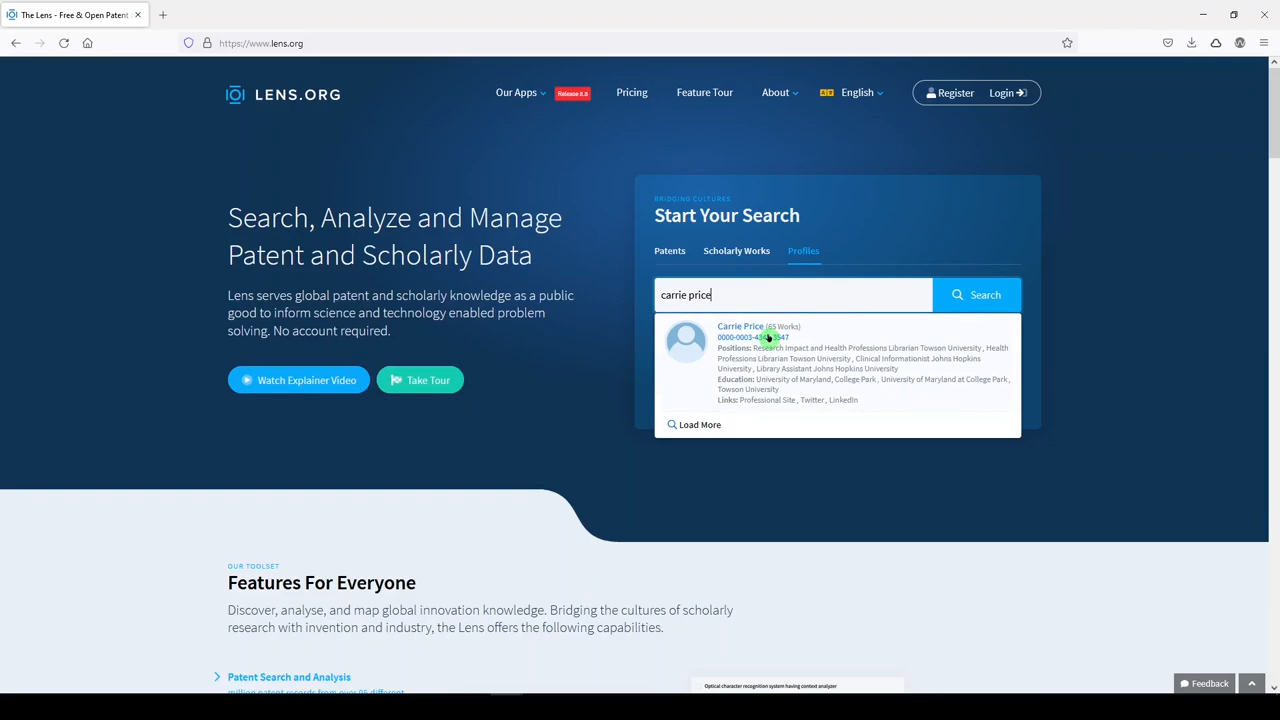 The Lens - Free & Open Patent
https://www.lens.org
LENS.ORG
Our Apps
Release 8.8
Pricing
Feature Tour
About
English
Register
Login
BRIDGING CULTURES
Start Your Search
Search, Analyze and Manage
Patent and Scholarly Data
Patents
Scholarly Works
Profiles
Lens serves global patent and scholarly knowledge as a public
good to inform science and technology enabled problem
solving. No account required.
carrie price
Search
Carrie Price (65 Works)
Positions: Research Impact and Health Professions Librarian Towson University , Health
Professions Librarian Towson University , Clinical Informationist Johns Hopkins
University , Library Assistant Johns Hopkins University
Education: University of Maryland, College Park , University of Maryland at College Park ,
Towson University
Links: Professional Site , Twitter , LinkedIn
Load More
Watch Explainer Video
Take Tour
OUR TOOLSET
Features For Everyone
Discover, analyse, and map global innovation knowledge. Bridging the cultures of scholarly
research with invention and industry, the Lens offers the following capabilities.
Patent Search and Analysis
Optical character recognition system having context analyzer
Feedback